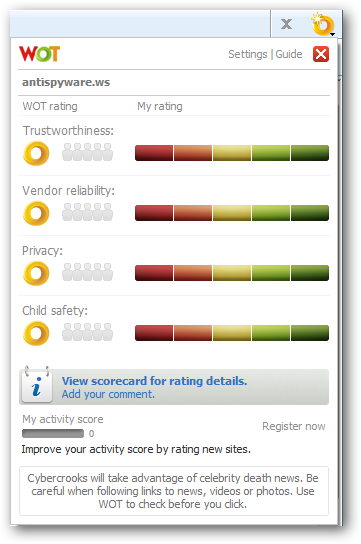 WOT
Settings | Guide
antispyware.ws
WOT rating
My rating
Trustworthiness:
Vendor reliability:
Privacy:
Child safety:
i
View scorecard for rating details.
Add your comment.
My activity score
0
Register now
Improve your activity score by rating new sites.
Cybercrooks will take advantage of celebrity death news. Be
careful when following links to news, videos or photos. Use
WOT to check before you click.